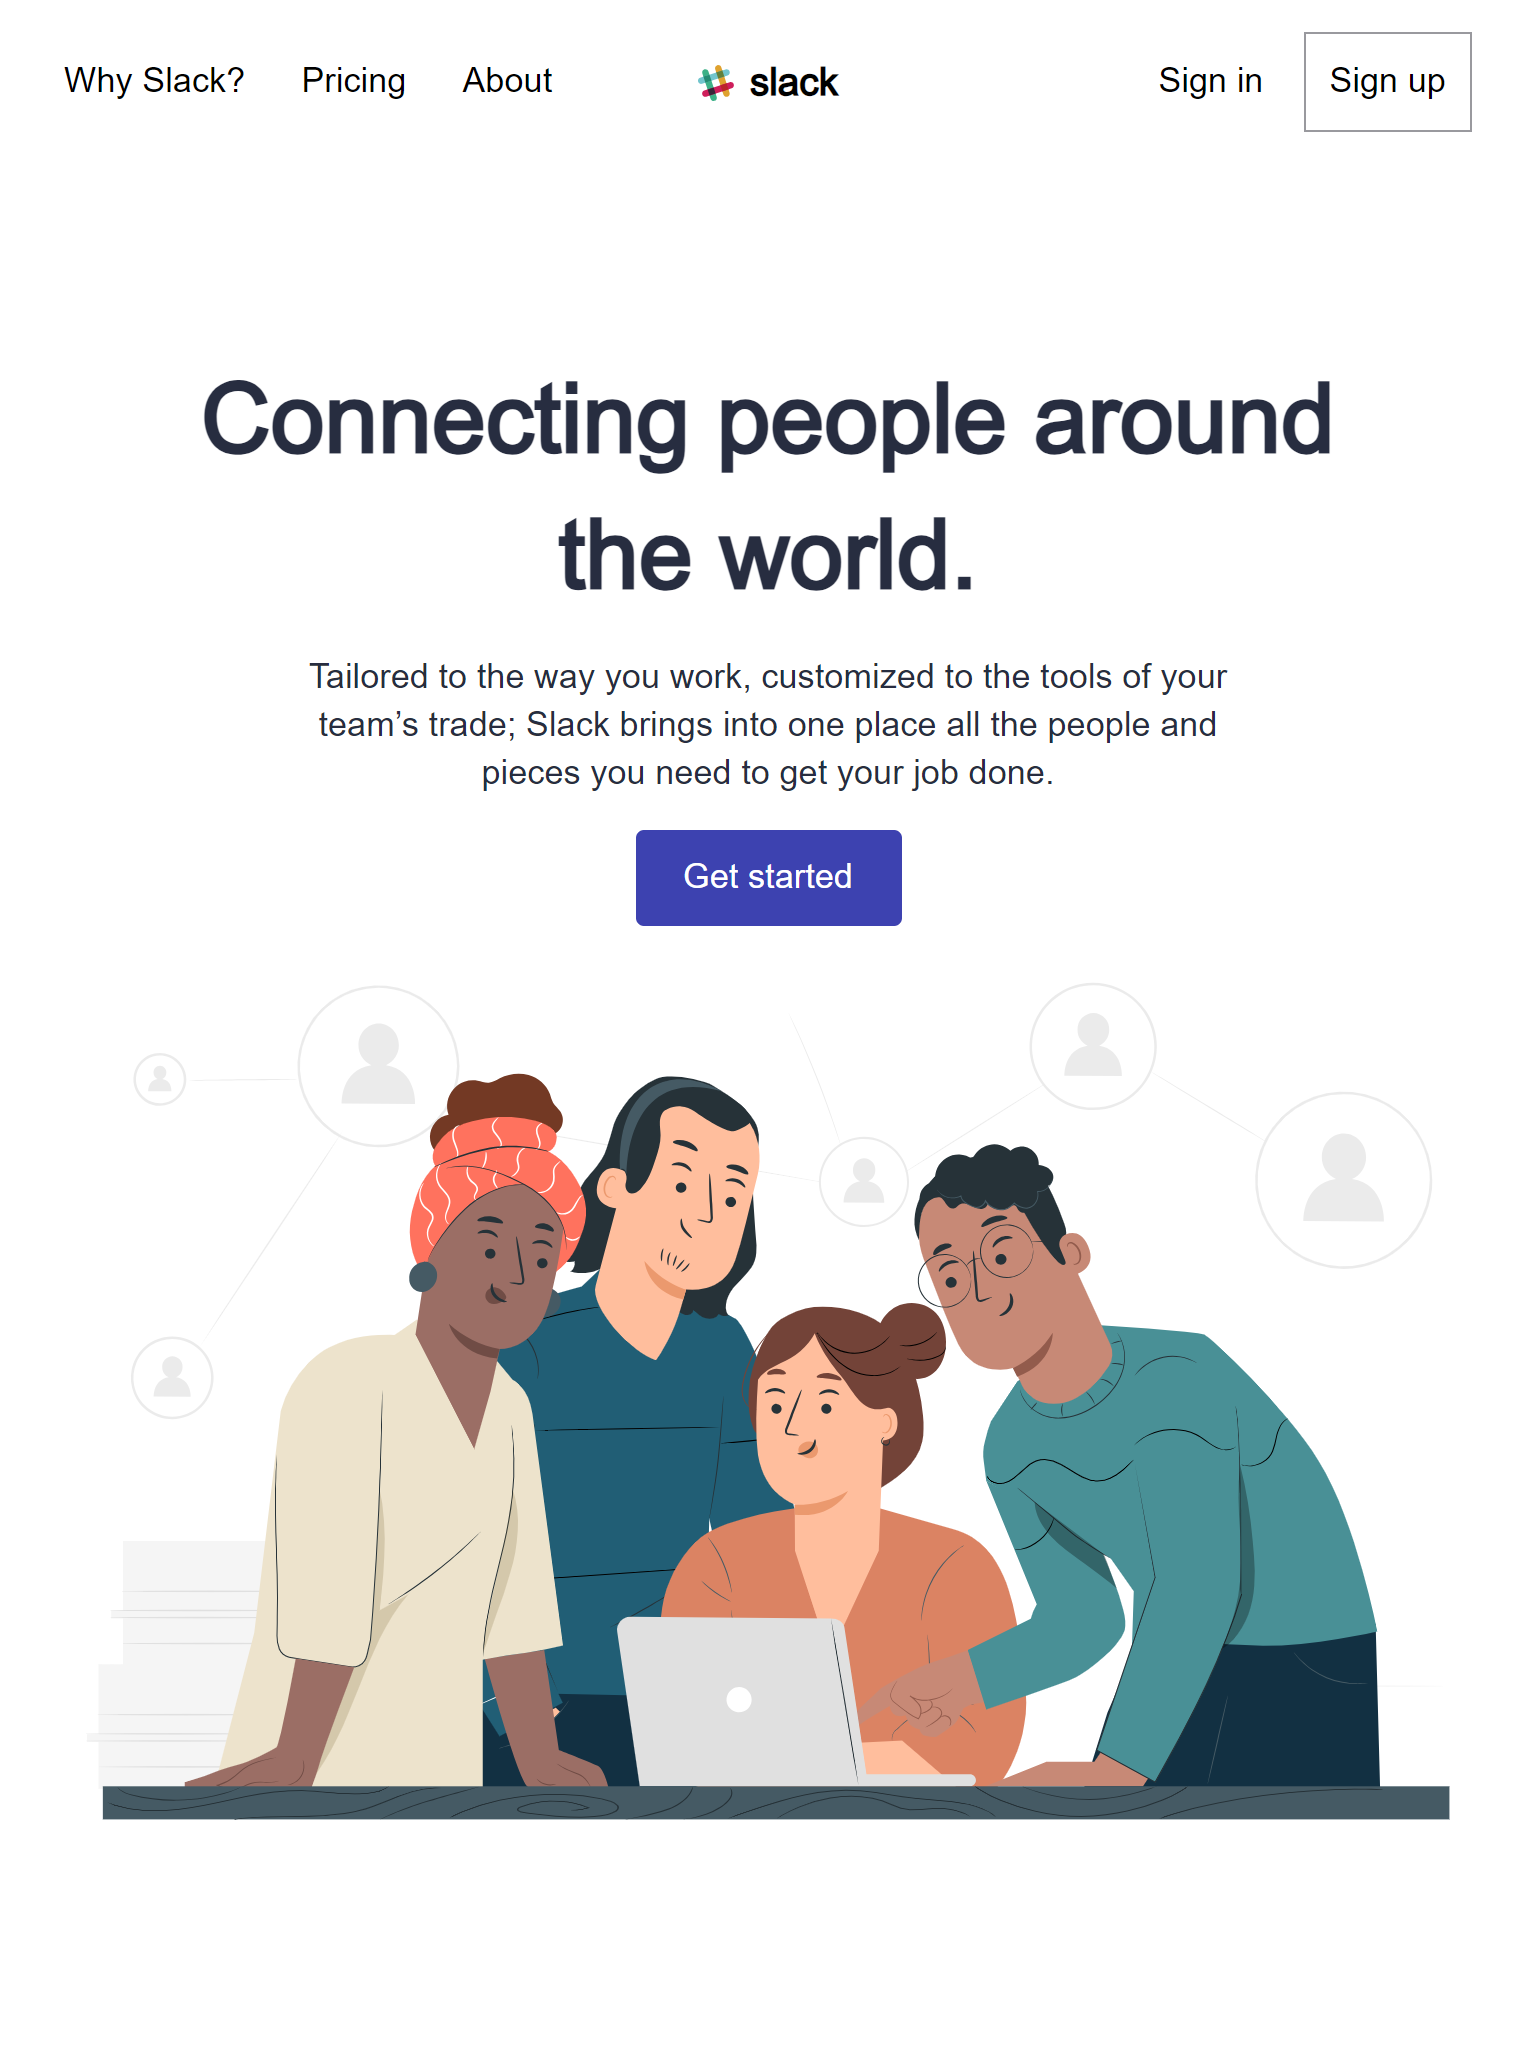 Why Slack? Pricing About slack Sign in Sign up
Connecting people around
the world.
Tailored to the way you work, customized to the tools of your
team’s trade; Slack brings into one place all the people and
pieces you need to get your job done.
Get started